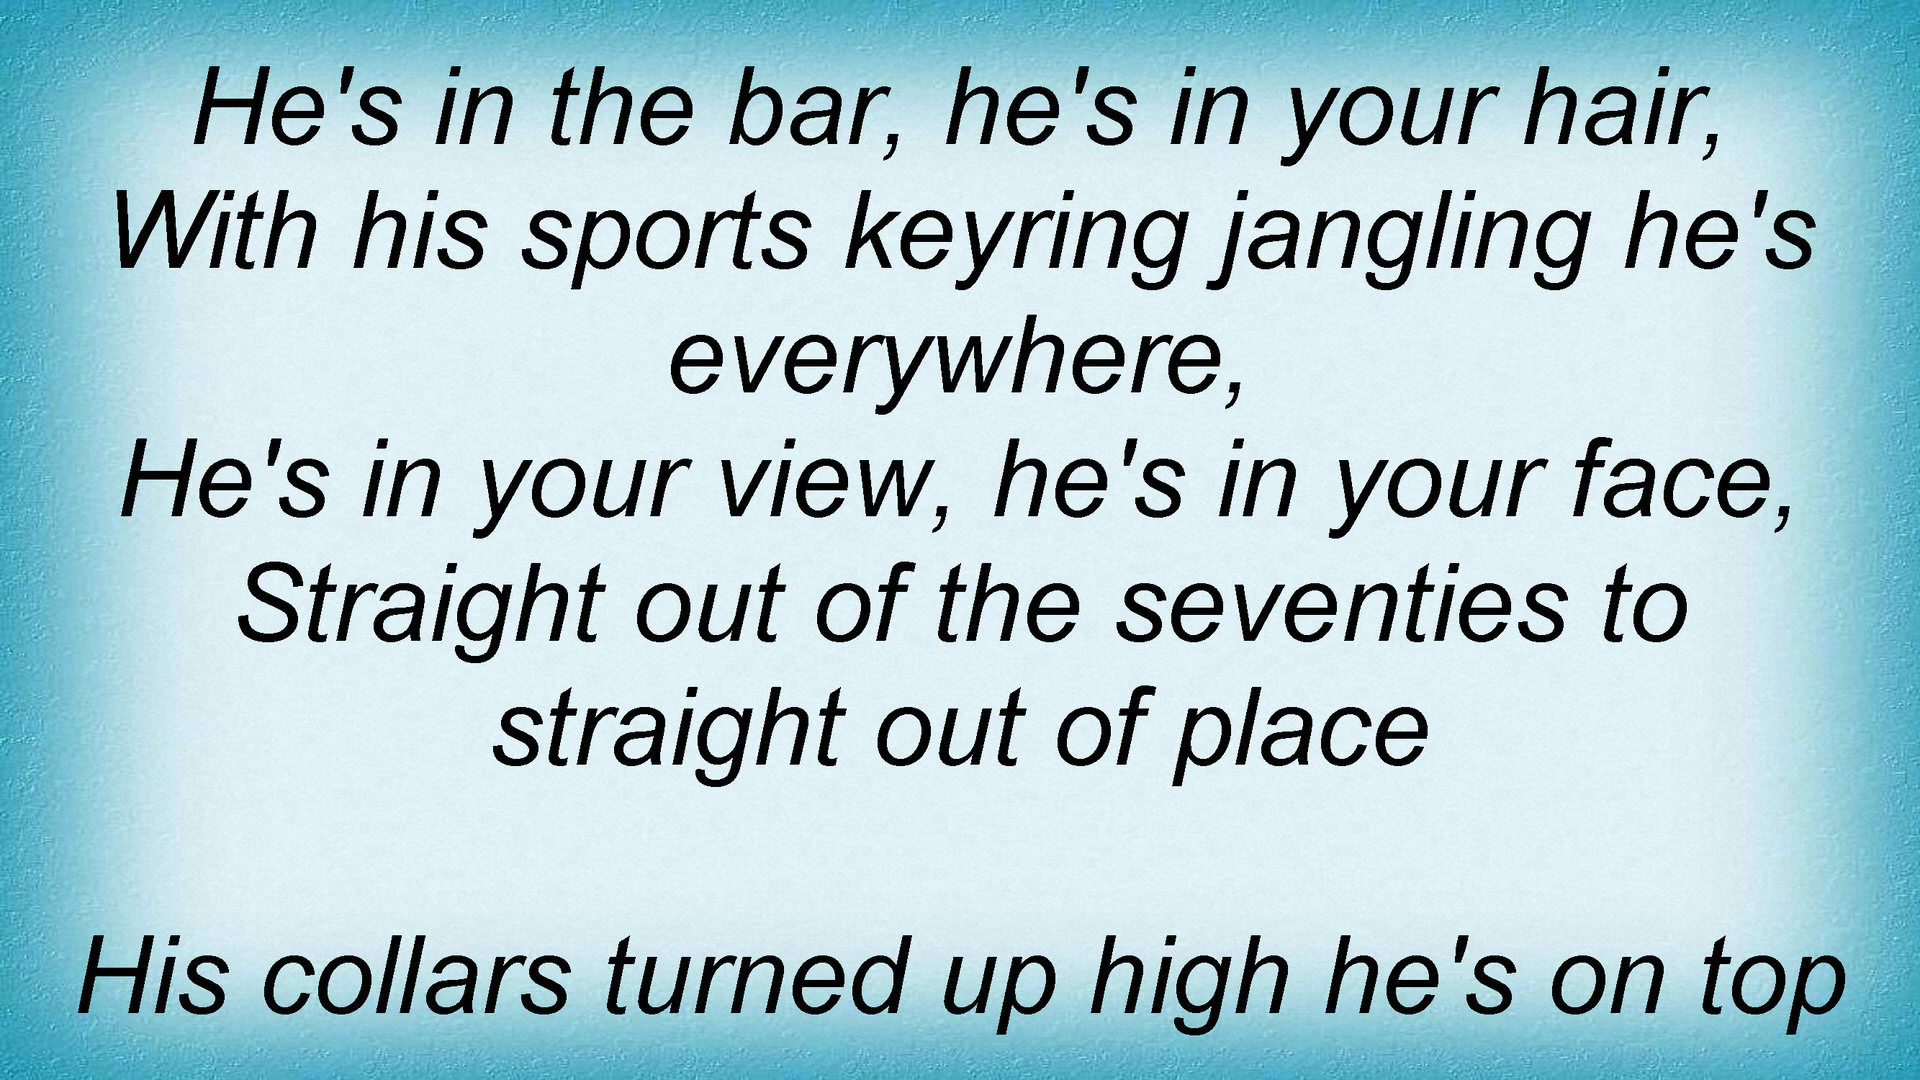 He's in the bar, he's in your hair,
With his sports keyring jangling he's
everywhere,
He's in your view, he's in your face,
Straight out of the seventies to
straight out of place
His collars turned up high he's on top